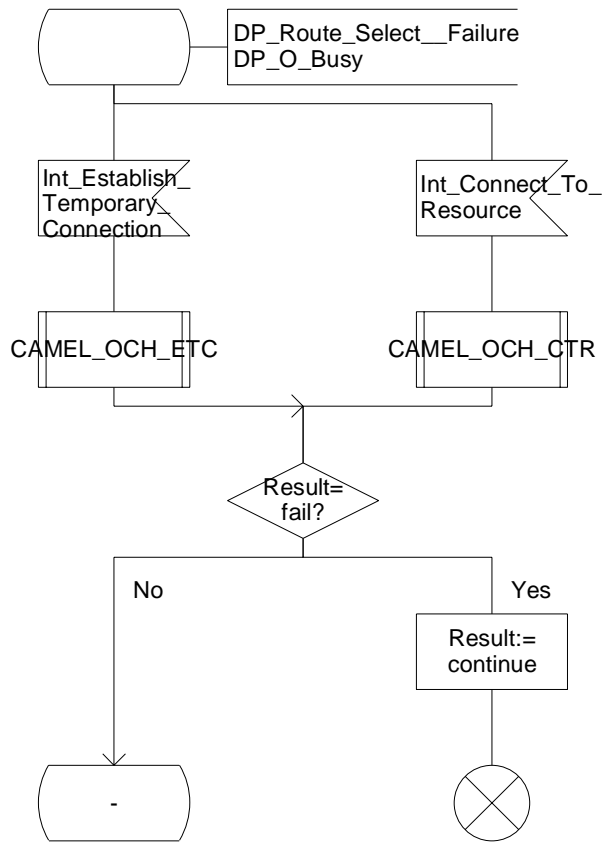 DP_Route_Select__Failure
DP_O_Busy
Int_Establish_
Temporary_
Connection
Int_Connect_To_
Resource
CAMEL_OCH_ETC
CAMEL_OCH_CTR
Result=
fail?
No
Yes
Result:=
continue
-